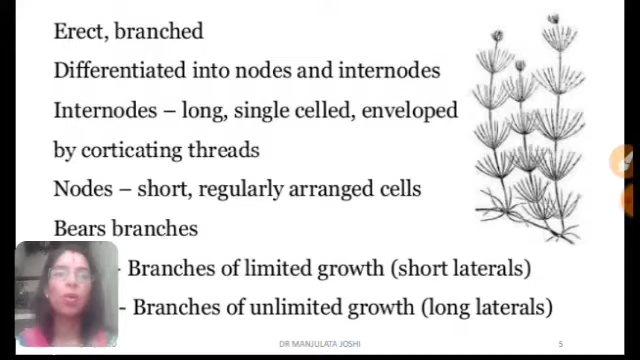 Erect, branched
Differentiated into nodes and internodes
Internodes – long, single celled, enveloped
by corticating threads
Nodes – short, regularly arranged cells
Bears branches
- Branches of limited growth (short laterals)
- Branches of unlimited growth (long laterals)
DR MANJULATA JOSHI
5